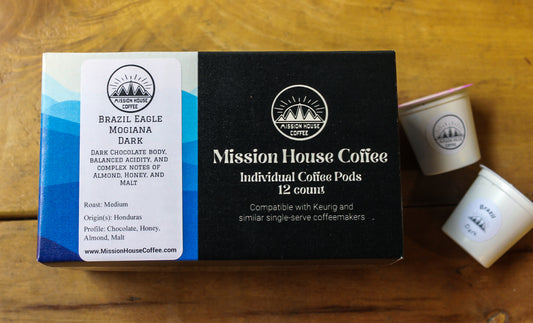 MISSION HOUSE
COFFEE
BRAZIL EAGLE
MOGIANA
DARK
DARK CHOCOLATE BODY,
BALANCED ACIDITY, AND
COMPLEX NOTES OF
ALMOND, HONEY, AND
MALT
Roast: Medium
Origin(s): Honduras
Profile: Chocolate, Honey,
Almond, Malt
www.MissionHouseCoffee.com
MISSION HOUSE
COFFEE
Mission House Coffee
Individual Coffee Pods
12 count
Compatible with Keurig and
similar single-serve coffeemakers
Brazil
Dark